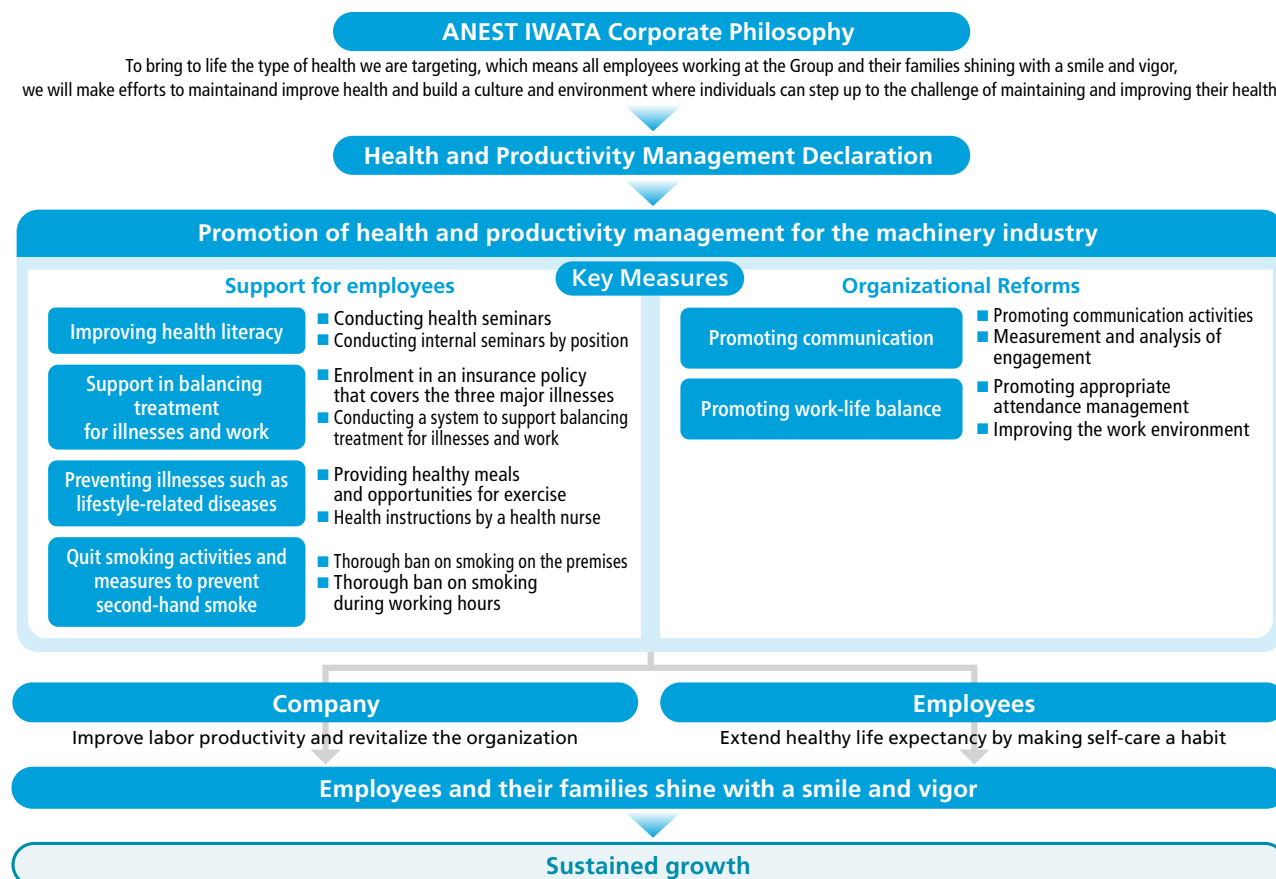 ANEST IWATA Corporate Philosophy
To bring to life the type of health we are targeting, which means all employees working at the Group and their families shining with a smile and vigor,
we will make efforts to maintainand improve health and build a culture and environment where individuals can step up to the challenge of maintaining and improving their health
Health and Productivity Management Declaration
Promotion of health and productivity management for the machinery industry
Key Measures
Support for employees
Improving health literacy
■ Conducting health seminars
■ Conducting internal seminars by position
Support in balancing
treatment
for illnesses and work
■ Enrolment in an insurance policy
that covers the three major illnesses
■ Conducting a system to support balancing
treatment for illnesses and work
Preventing illnesses such as
lifestyle-related diseases
■ Providing healthy meals
and opportunities for exercise
■ Health instructions by a health nurse
Quit smoking activities and
measures to prevent
second-hand smoke
■ Thorough ban on smoking on the premises
■ Thorough ban on smoking
during working hours
Organizational Reforms
Promoting communication
■ Promoting communication activities
■ Measurement and analysis of
engagement
Promoting work-life balance
■ Promoting appropriate
attendance management
■ Improving the work environment
Company
Improve labor productivity and revitalize the organization
Employees
Extend healthy life expectancy by making self-care a habit
Employees and their families shine with a smile and vigor
Sustained growth